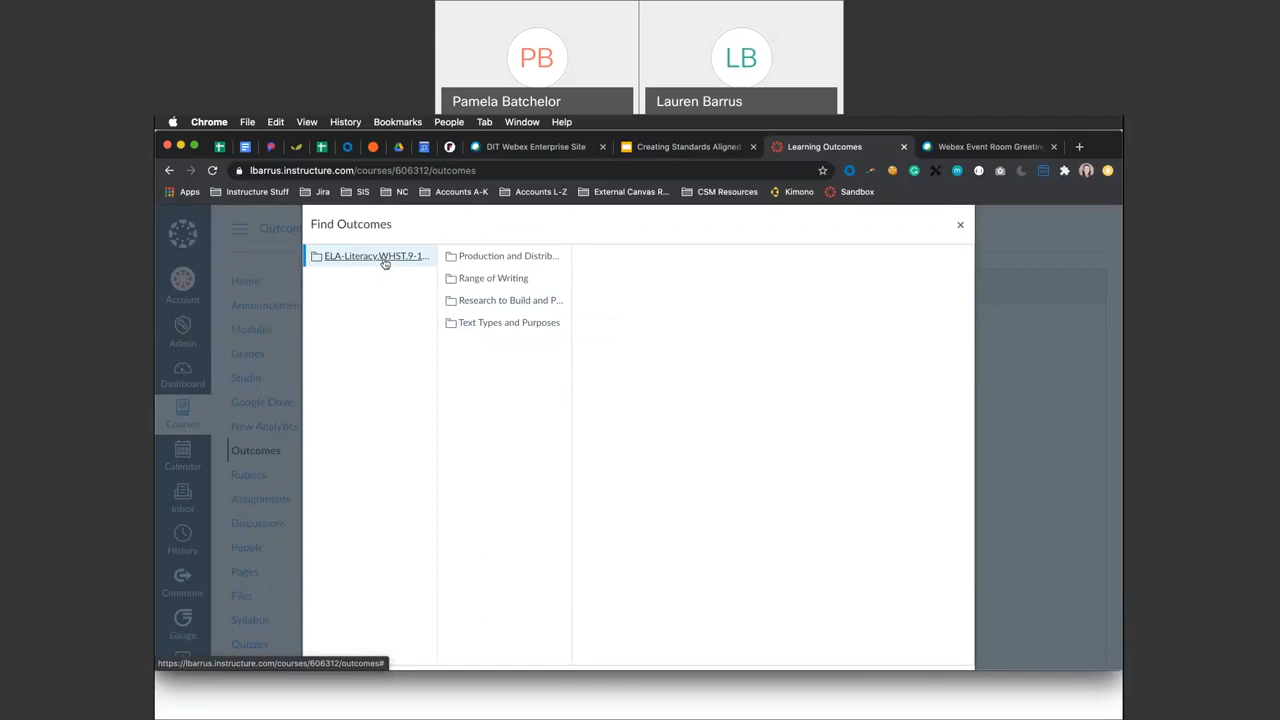 PB
LB
Pamela Batchelor
Lauren Barrus
Chrome File Edit View History Bookmarks People Tab Window Help
DIT Webex Enterprise Site
Creating Standards Aligned
Learning Outcomes
Webex Event Room Greeting
lbarrus.instructure.com/courses/606312/outcomes
Apps
Instructure Stuff
Jira
SIS
NC
Accounts A-K
Accounts L-Z
External Canvas R...
CSM Resources
Kimono
Sandbox
Find Outcomes
ELA-Literacy.WHST.9-1...
Production and Distrib...
Range of Writing
Research to Build and P...
Text Types and Purposes
Account
Admin
Dashboard
Courses
Calendar
Inbox
History
Commons
Gauge
Outcom
Home
Announcemen
Modules
Grades
Studio
Google Drive
New Analytics
Outcomes
Rubrics
Assignments
Discussions
People
Pages
Files
Syllabus
Quizzes
https://lbarrus.instructure.com/courses/606312/outcomes#